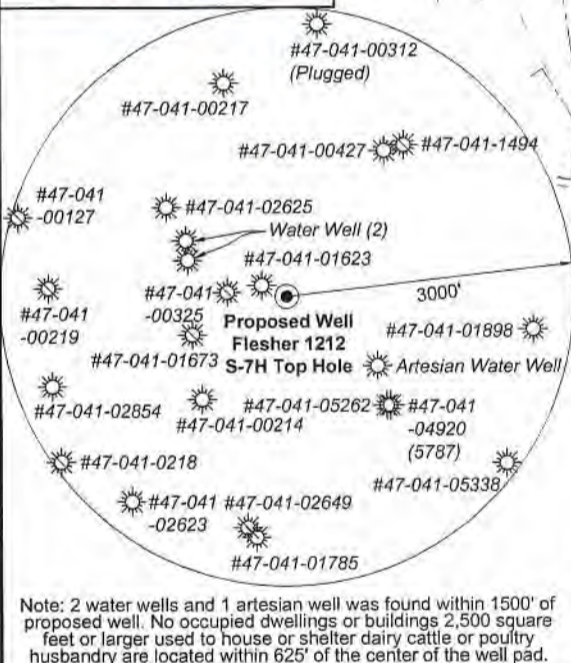 #47-041-00312
(Plugged)
#47-041-00217
#47-041-00427
#47-041-1494
#47-041
-00127
#47-041-02625
Water Well (2)
#47-041-01623
3000'
#47-041
-00219
#47-041
-00325
Proposed Well
Flesher 1212
S-7H Top Hole
#47-041-01898
#47-041-01673
Artesian Water Well
#47-041-02854
#47-041-00214
#47-041-05262
#47-041
-04920
(5787)
#47-041-0218
#47-041-05338
#47-041
-02623
#47-041-02649
#47-041-01785
Note: 2 water wells and 1 artesian well was found within 1500' of
proposed well. No occupied dwellings or buildings 2,500 square
feet or larger used to house or shelter dairy cattle or poultry
husbandry are located within 625' of the center of the well pad.